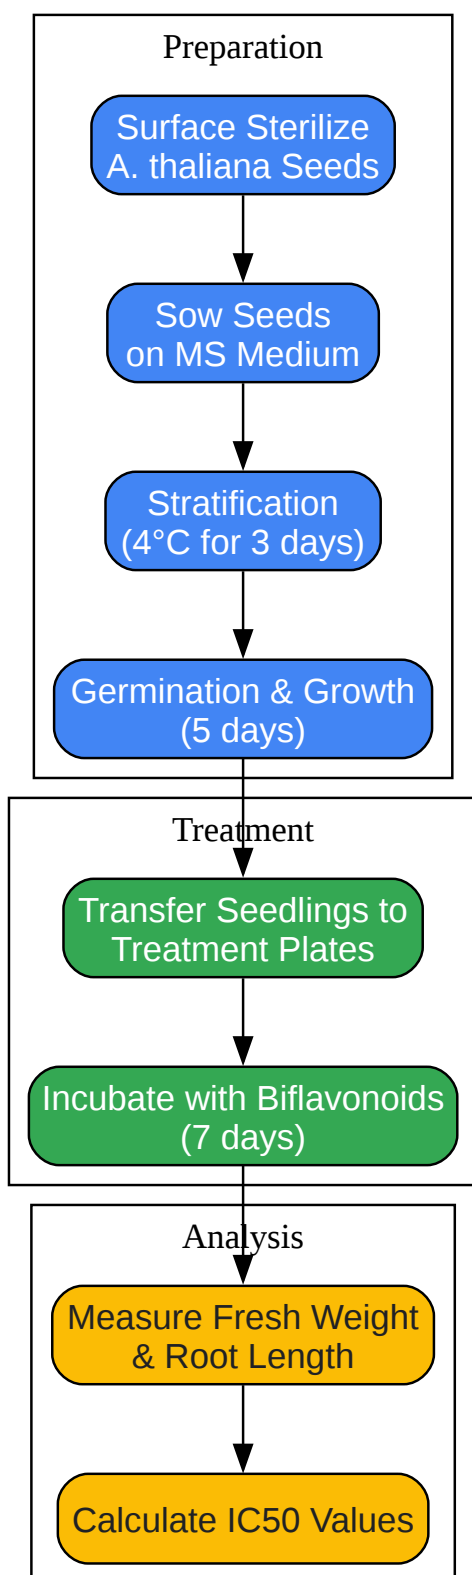 Preparation
Surface Sterilize
A. thaliana Seeds
Sow Seeds
on MS Medium
Stratification
(4°C for 3 days)
Germination & Growth
(5 days)
Treatment
Transfer Seedlings to
Treatment Plates
Incubate with Biflavonoids
(7 days)
Analysis
Measure Fresh Weight
& Root Length
Calculate IC50 Values